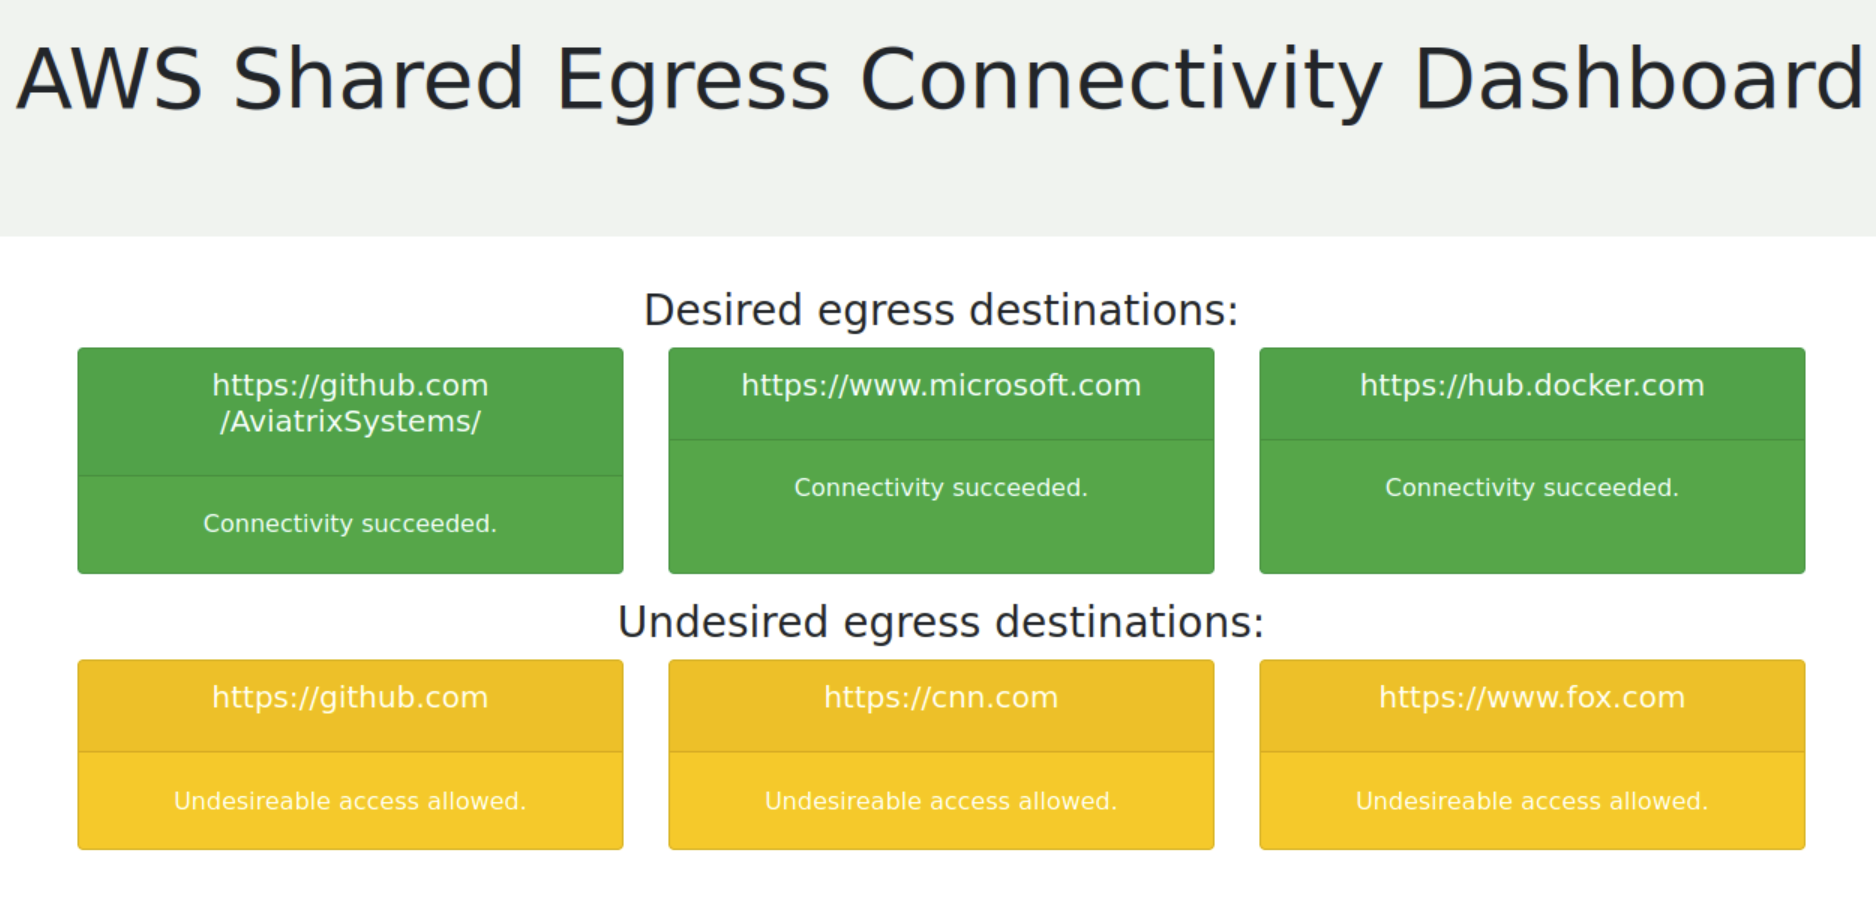 AWS Shared Egress Connectivity Dashboard
Desired egress destinations:
https://github.com
/AviatrixSystems/
Connectivity succeeded.
https://www.microsoft.com
Connectivity succeeded.
https://hub.docker.com
Connectivity succeeded.
Undesired egress destinations:
https://github.com
Undesireable access allowed.
https://cnn.com
Undesireable access allowed.
https://www.fox.com
Undesireable access allowed.